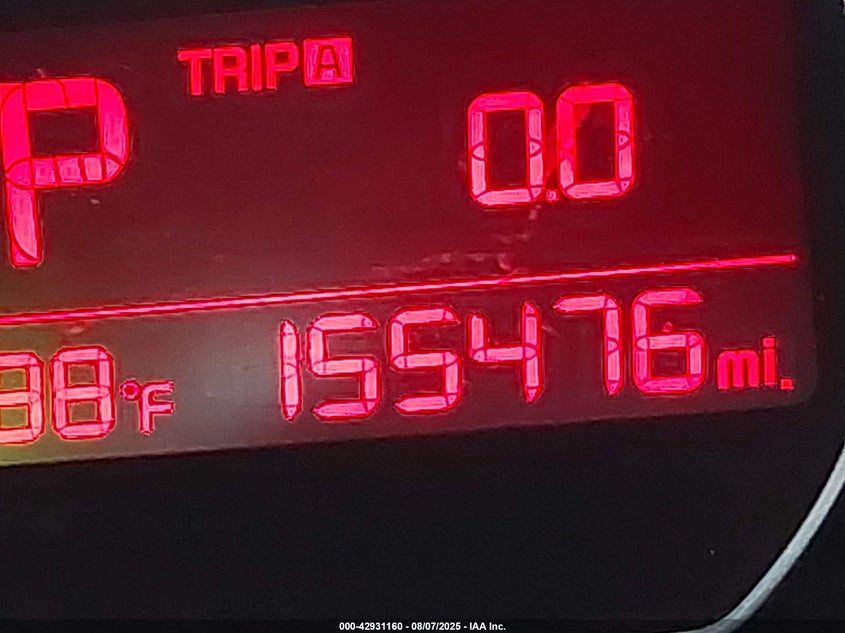 TRIP A
P 0.0
88°F 155476 mi.
000-42931160 - 08/07/2025 - IAA Inc.